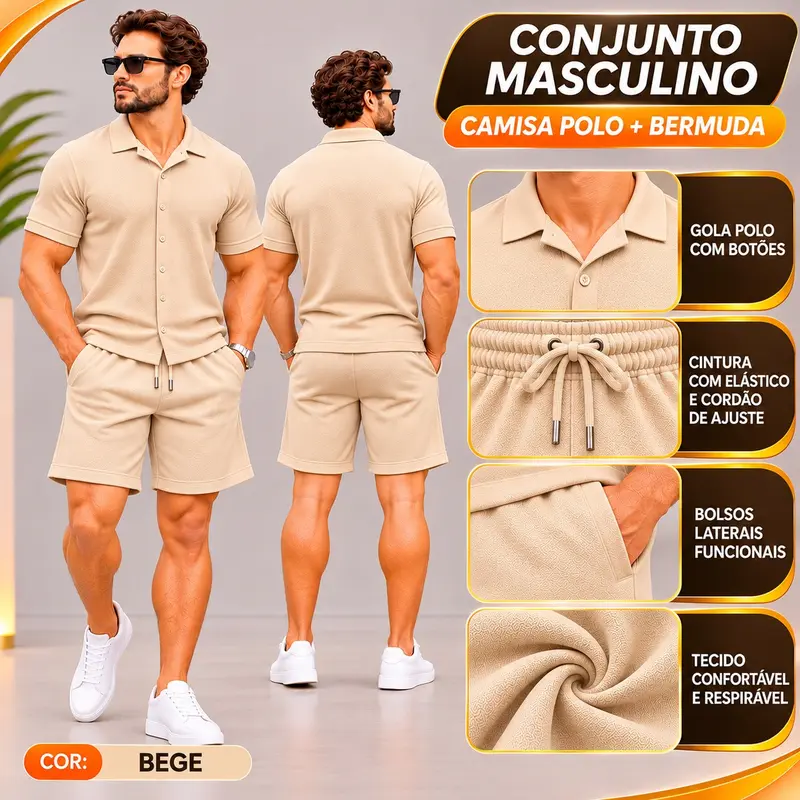 CONJUNTO
MASCULINO
CAMISA POLO + BERMUDA
GOLA POLO
COM BOTÕES
CINTURA
COM ELÁSTICO
E CORDÃO
DE AJUSTE
BOLSOS
LATERAIS
FUNCIONAIS
TECIDO
CONFORTÁVEL
E RESPIRÁVEL
COR: BEGE